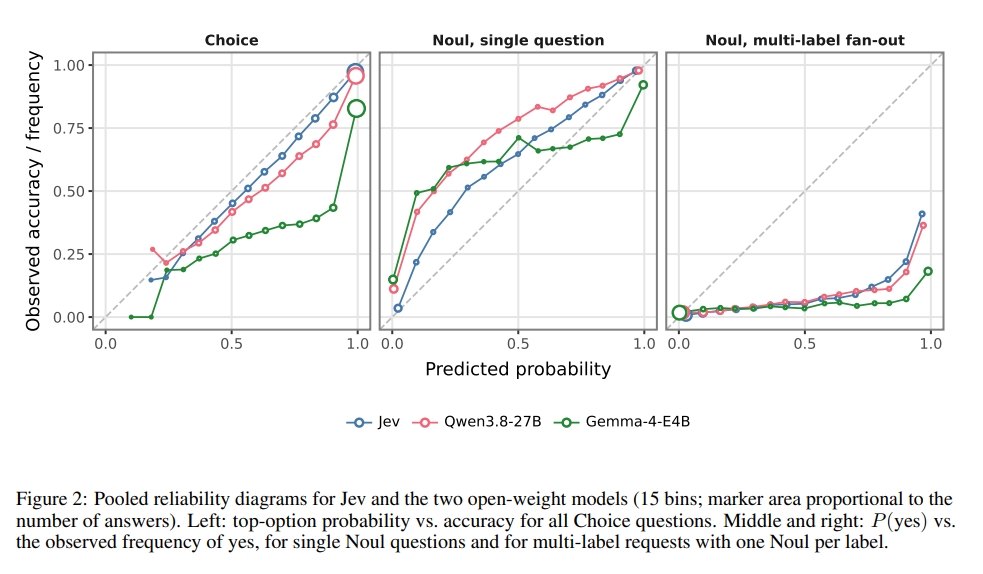 Choice
Noul, single question
Noul, multi-label fan-out
Observed accuracy / frequency
1.00
0.75
0.50
0.25
0.00
0.0 0.5 1.0
0.0 0.5 1.0
0.0 0.5 1.0
Predicted probability
Jev Qwen3.8-27B Gemma-4-E4B
Figure 2: Pooled reliability diagrams for Jev and the two open-weight models (15 bins; marker area proportional to the
number of answers). Left: top-option probability vs. accuracy for all Choice questions. Middle and right: P(yes) vs.
the observed frequency of yes, for single Noul questions and for multi-label requests with one Noul per label.